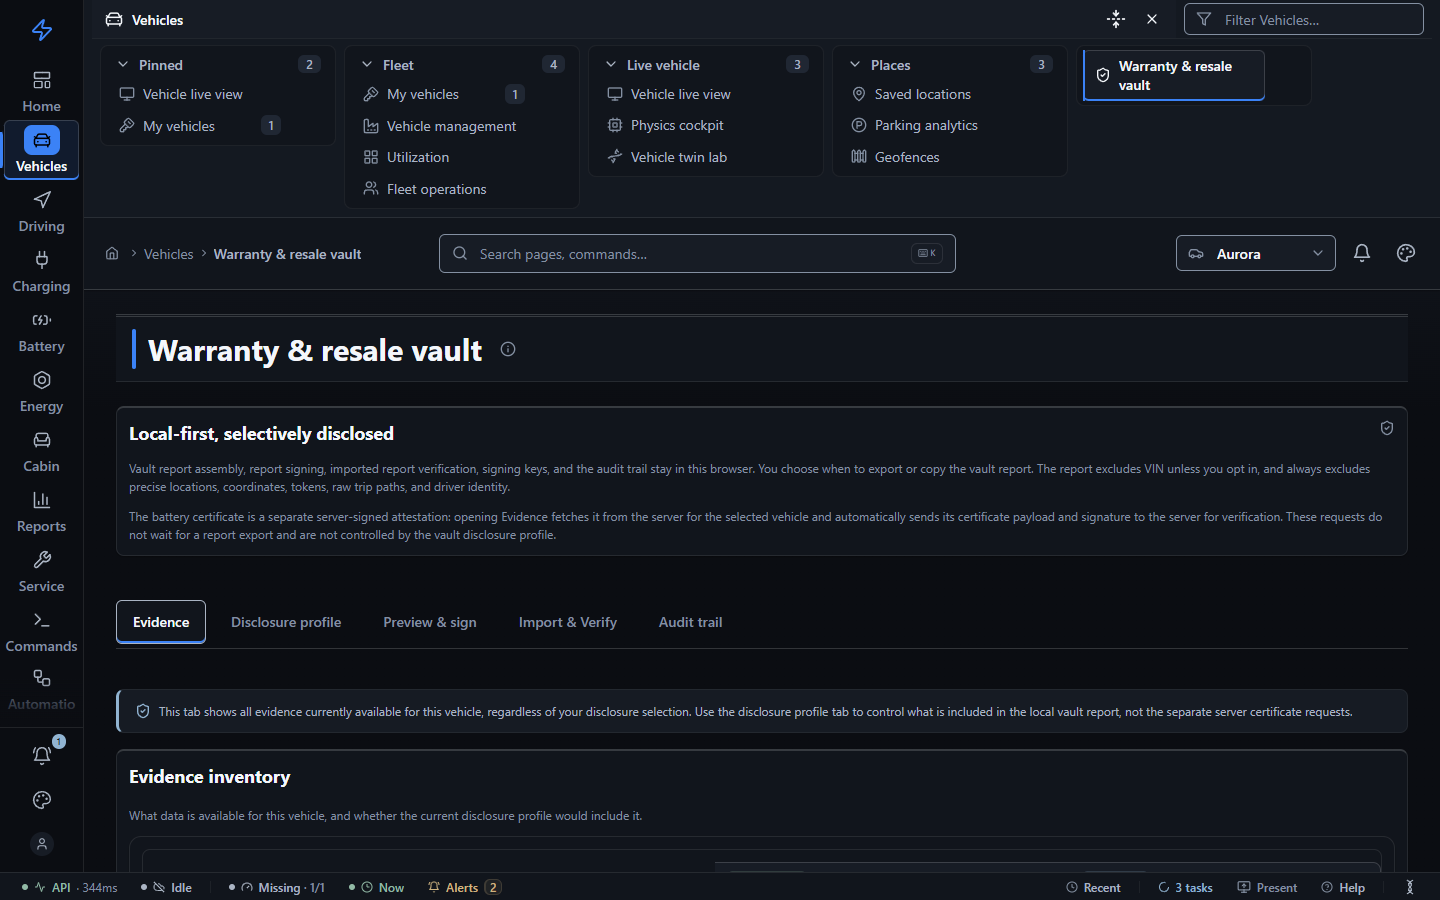 Vehicles
Filter Vehicles...
Pinned 2
Vehicle live view
My vehicles 1
Fleet 4
My vehicles 1
Vehicle management
Utilization
Fleet operations
Live vehicle 3
Vehicle live view
Physics cockpit
Vehicle twin lab
Places 3
Saved locations
Parking analytics
Geofences
Warranty & resale
vault
Home
Vehicles
Driving
Charging
Battery
Energy
Cabin
Reports
Service
Commands
Automatio
1
Vehicles
Warranty & resale vault
Search pages, commands...
K
Aurora
Warranty & resale vault
Local-first, selectively disclosed
Vault report assembly, report signing, imported report verification, signing keys, and the audit trail stay in this browser. You choose when to export or copy the vault report. The report excludes VIN unless you opt in, and always excludes
precise locations, coordinates, tokens, raw trip paths, and driver identity.
The battery certificate is a separate server-signed attestation: opening Evidence fetches it from the server for the selected vehicle and automatically sends its certificate payload and signature to the server for verification. These requests do
not wait for a report export and are not controlled by the vault disclosure profile.
Evidence
Disclosure profile
Preview & sign
Import & Verify
Audit trail
This tab shows all evidence currently available for this vehicle, regardless of your disclosure selection. Use the disclosure profile tab to control what is included in the local vault report, not the separate server certificate requests.
Evidence inventory
What data is available for this vehicle, and whether the current disclosure profile would include it.
API · 344ms
Idle
Missing · 1/1
Now
Alerts 2
Recent
3 tasks
Present
Help